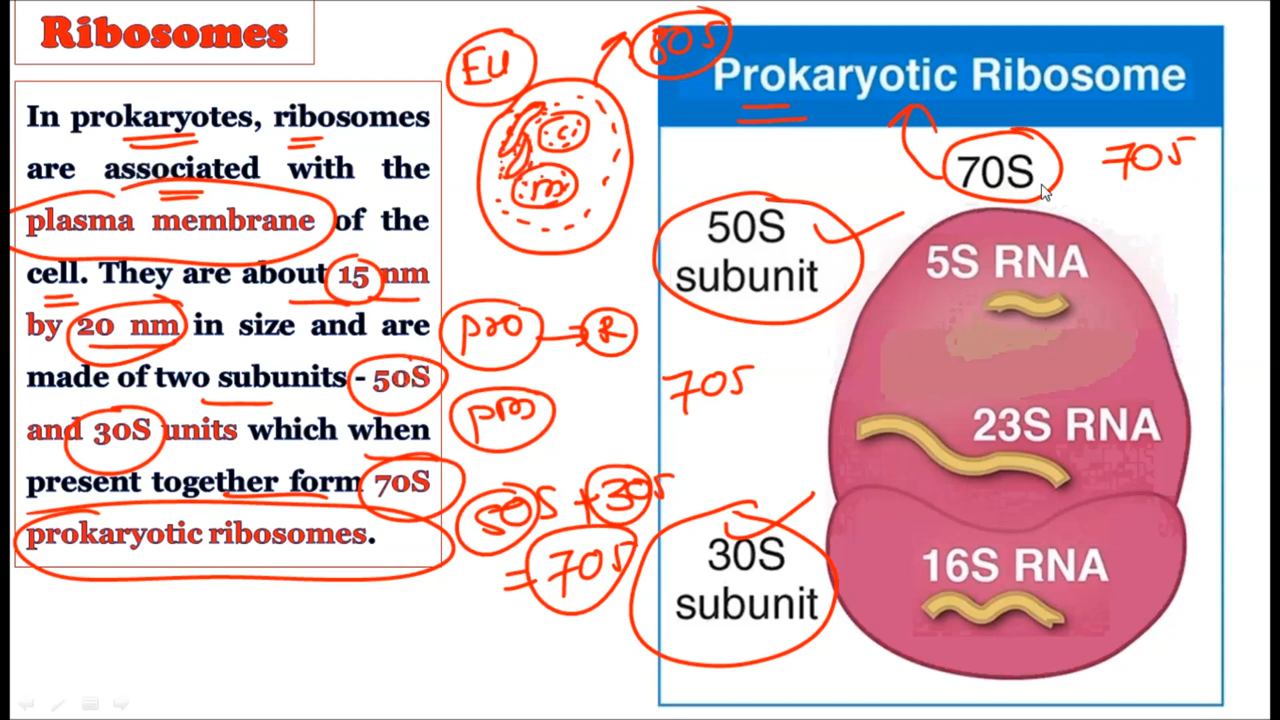 Ribosomes
In prokaryotes, ribosomes
are associated with the
plasma membrane of the
cell. They are about 15 nm
by 20 nm in size and are
made of two subunits - 50S
and 30S units which when
present together form 70S
prokaryotic ribosomes.
EU
80S
C
m
pro → R
pro
50S + 30S
= 70S
Prokaryotic Ribosome
70S
70S
50S
subunit
5S RNA
70S
23S RNA
30S
subunit
16S RNA